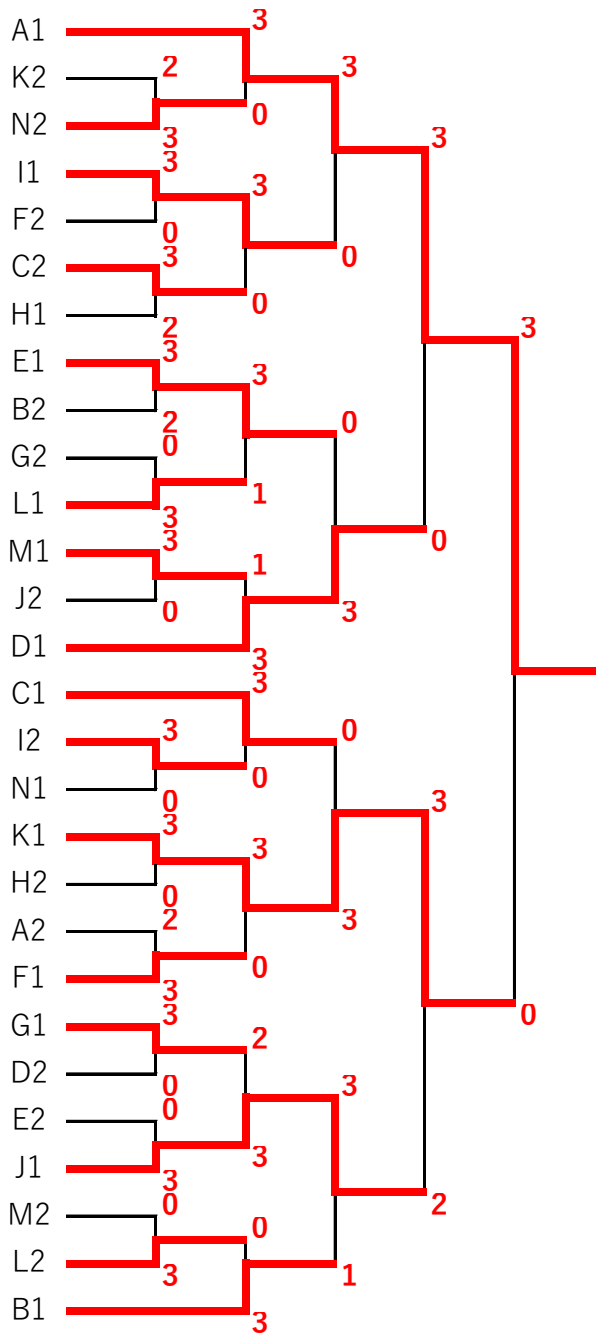 A1 3
K2 2 3
N2 3 0 3
I1 3 3
F2 0 0
C2 3 0
H1 2 3
E1 3 3
B2 2 0
G2 0
L1 3 1
M1 3 1 0
J2 0 3
D1 3
C1 3
I2 3 0
N1 0 0 3
K1 3 3
H2 0
A2 2 3
F1 3 0
G1 3 2 0
D2 0 3
E2 0
J1 3 3
M2 0 0 2
L2 3 1
B1 3